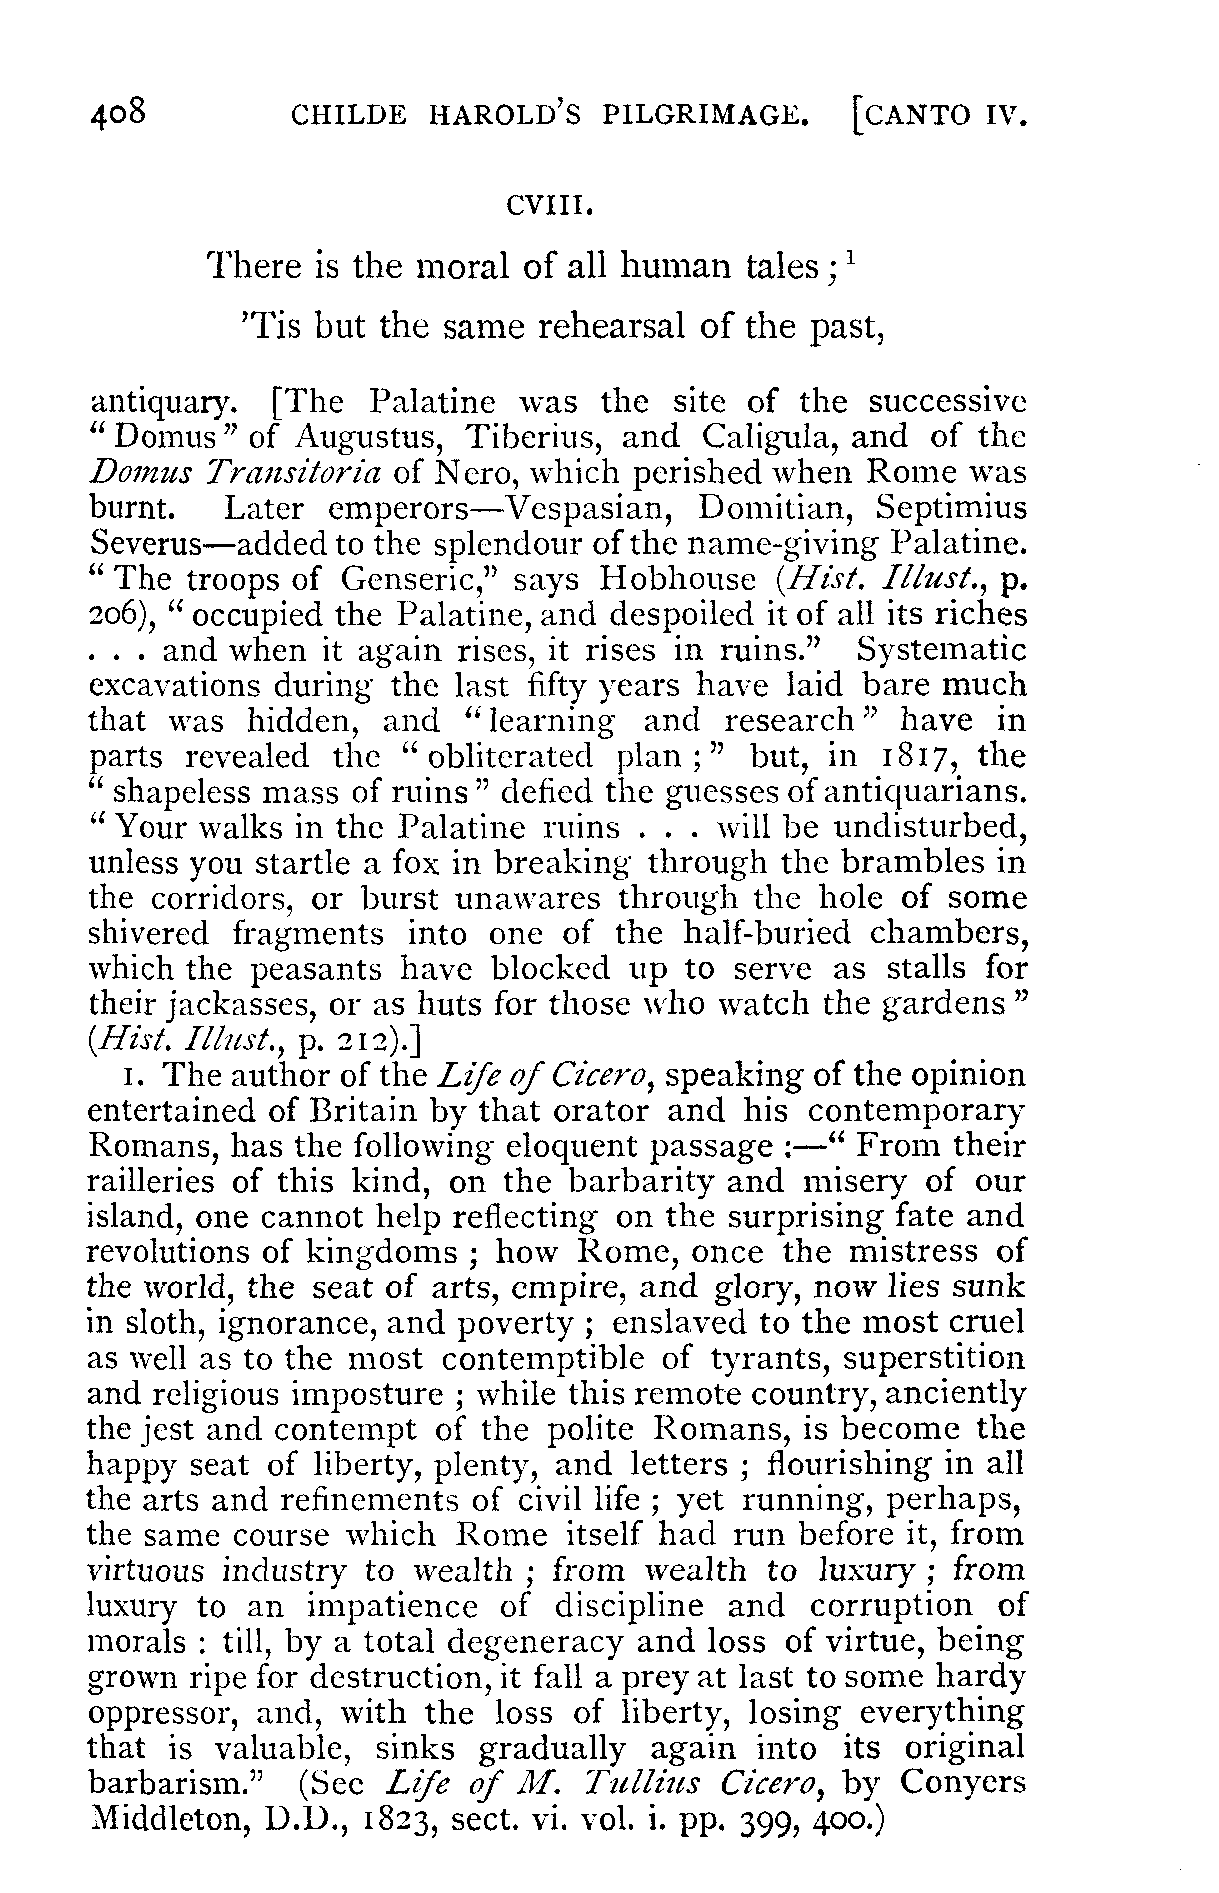 408 CHILDE HAROLD'S PILGRIMAGE. [CANTO IV.
CVIII.
There is the moral of all human tales ; 1
'Tis but the same rehearsal of the past,
antiquary. [The Palatine was the site of the successive
" Domus" of Augustus, Tiberius, and Caligula, and of the
Domus Transitoria of Nero, which perished when Rome was
burnt. Later emperors—Vespasian, Domitian, Septimius
Severus—added to the splendour of the name-giving Palatine.
" The troops of Genseric," says Hobhouse (Hist. Illust., p.
206), " occupied the Palatine, and despoiled it of all its riches
. . . and when it again rises, it rises in ruins." Systematic
excavations during the last fifty years have laid bare much
that was hidden, and "learning and research" have in
parts revealed the " obliterated plan ;" but, in 1817, the
" shapeless mass of ruins" defied the guesses of antiquarians.
" Your walks in the Palatine ruins . . . will be undisturbed,
unless you startle a fox in breaking through the brambles in
the corridors, or burst unawares through the hole of some
shivered fragments into one of the half-buried chambers,
which the peasants have blocked up to serve as stalls for
their jackasses, or as huts for those who watch the gardens"
(Hist. Illust., p. 212).]
1. The author of the Life of Cicero, speaking of the opinion
entertained of Britain by that orator and his contemporary
Romans, has the following eloquent passage :—" From their
railleries of this kind, on the barbarity and misery of our
island, one cannot help reflecting on the surprising fate and
revolutions of kingdoms ; how Rome, once the mistress of
the world, the seat of arts, empire, and glory, now lies sunk
in sloth, ignorance, and poverty ; enslaved to the most cruel
as well as to the most contemptible of tyrants, superstition
and religious imposture ; while this remote country, anciently
the jest and contempt of the polite Romans, is become the
happy seat of liberty, plenty, and letters ; flourishing in all
the arts and refinements of civil life ; yet running, perhaps,
the same course which Rome itself had run before it, from
virtuous industry to wealth ; from wealth to luxury ; from
luxury to an impatience of discipline and corruption of
morals : till, by a total degeneracy and loss of virtue, being
grown ripe for destruction, it fall a prey at last to some hardy
oppressor, and, with the loss of liberty, losing everything
that is valuable, sinks gradually again into its original
barbarism." (See Life of M. Tullius Cicero, by Conyers
Middleton, D.D., 1823, sect. vi. vol. i. pp. 399, 400.)